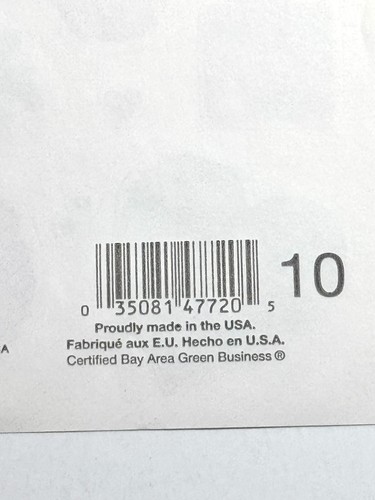 10
0 35081 47720 5
Proudly made in the USA.
Fabriqué aux E.U. Hecho en U.S.A.
A
Certified Bay Area Green Business ®